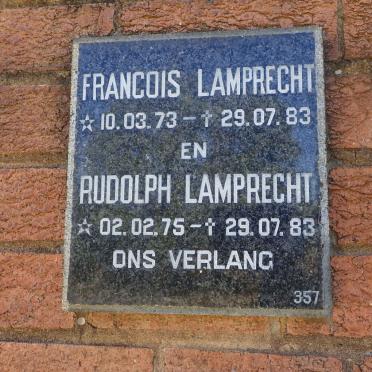 FRANCOIS LAMPRECHT
☆ 10.03.73 – † 29.07.83
EN
RUDOLPH LAMPRECHT
☆ 02.02.75 – † 29.07.83
ONS VERLANG
357